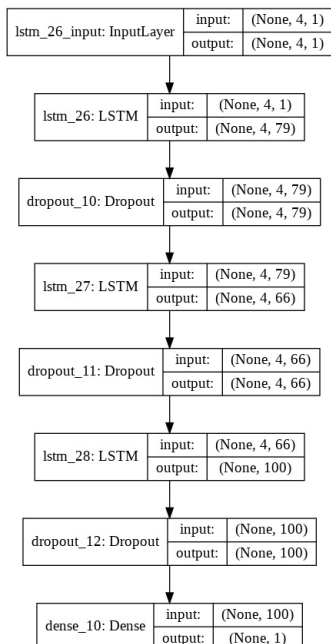 lstm_26_input: InputLayer
input: (None, 4, 1)
output: (None, 4, 1)
lstm_26: LSTM
input: (None, 4, 1)
output: (None, 4, 79)
dropout_10: Dropout
input: (None, 4, 79)
output: (None, 4, 79)
lstm_27: LSTM
input: (None, 4, 79)
output: (None, 4, 66)
dropout_11: Dropout
input: (None, 4, 66)
output: (None, 4, 66)
lstm_28: LSTM
input: (None, 4, 66)
output: (None, 100)
dropout_12: Dropout
input: (None, 100)
output: (None, 100)
dense_10: Dense
input: (None, 100)
output: (None, 1)